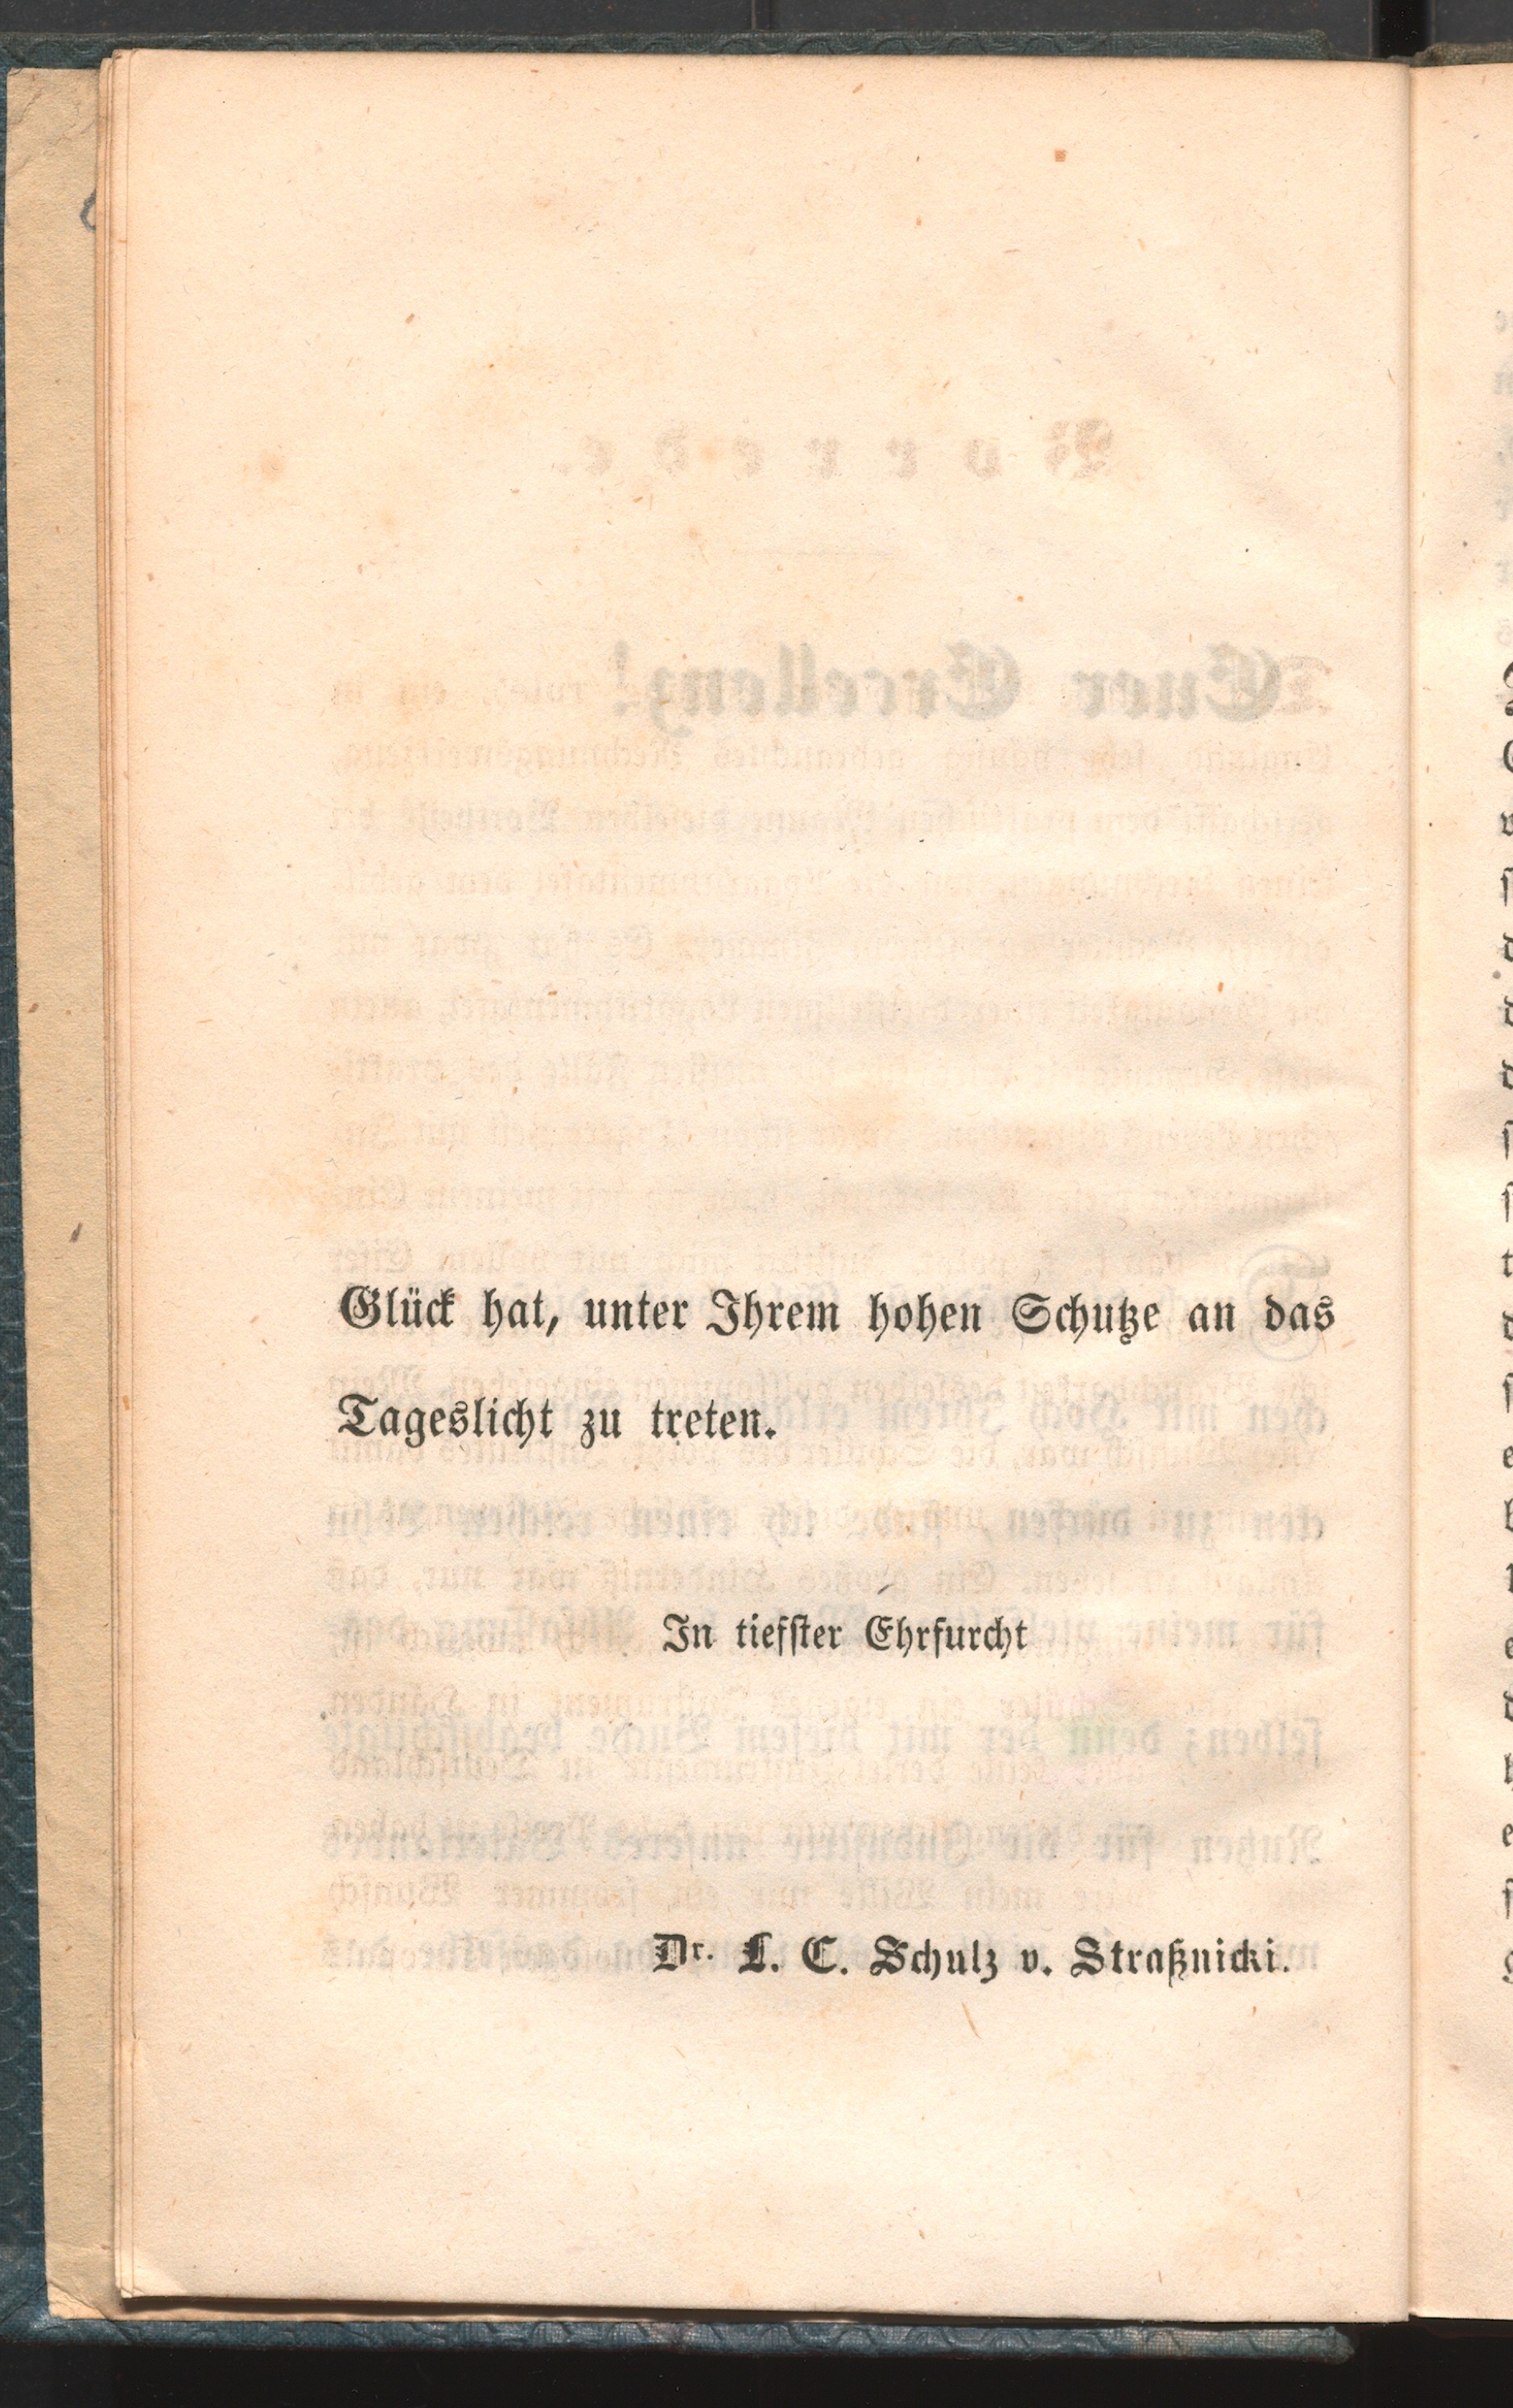 Glück hat, unter Ihrem hohen Schutze an das
Tageslicht zu treten.
In tiefster Ehrfurcht
Dr. L. C. Schulz v. Straßnicki.